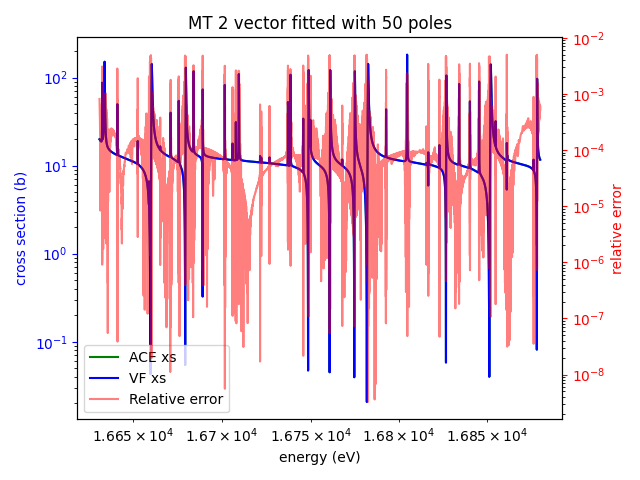 MT 2 vector fitted with 50 poles
10²
10¹
10⁰
10⁻¹
cross section (b)
10⁻²
10⁻³
10⁻⁴
10⁻⁵
10⁻⁶
10⁻⁷
10⁻⁸
relative error
ACE xs
VF xs
Relative error
1.665 × 10⁴ 1.67 × 10⁴ 1.675 × 10⁴ 1.68 × 10⁴ 1.685 × 10⁴
energy (eV)